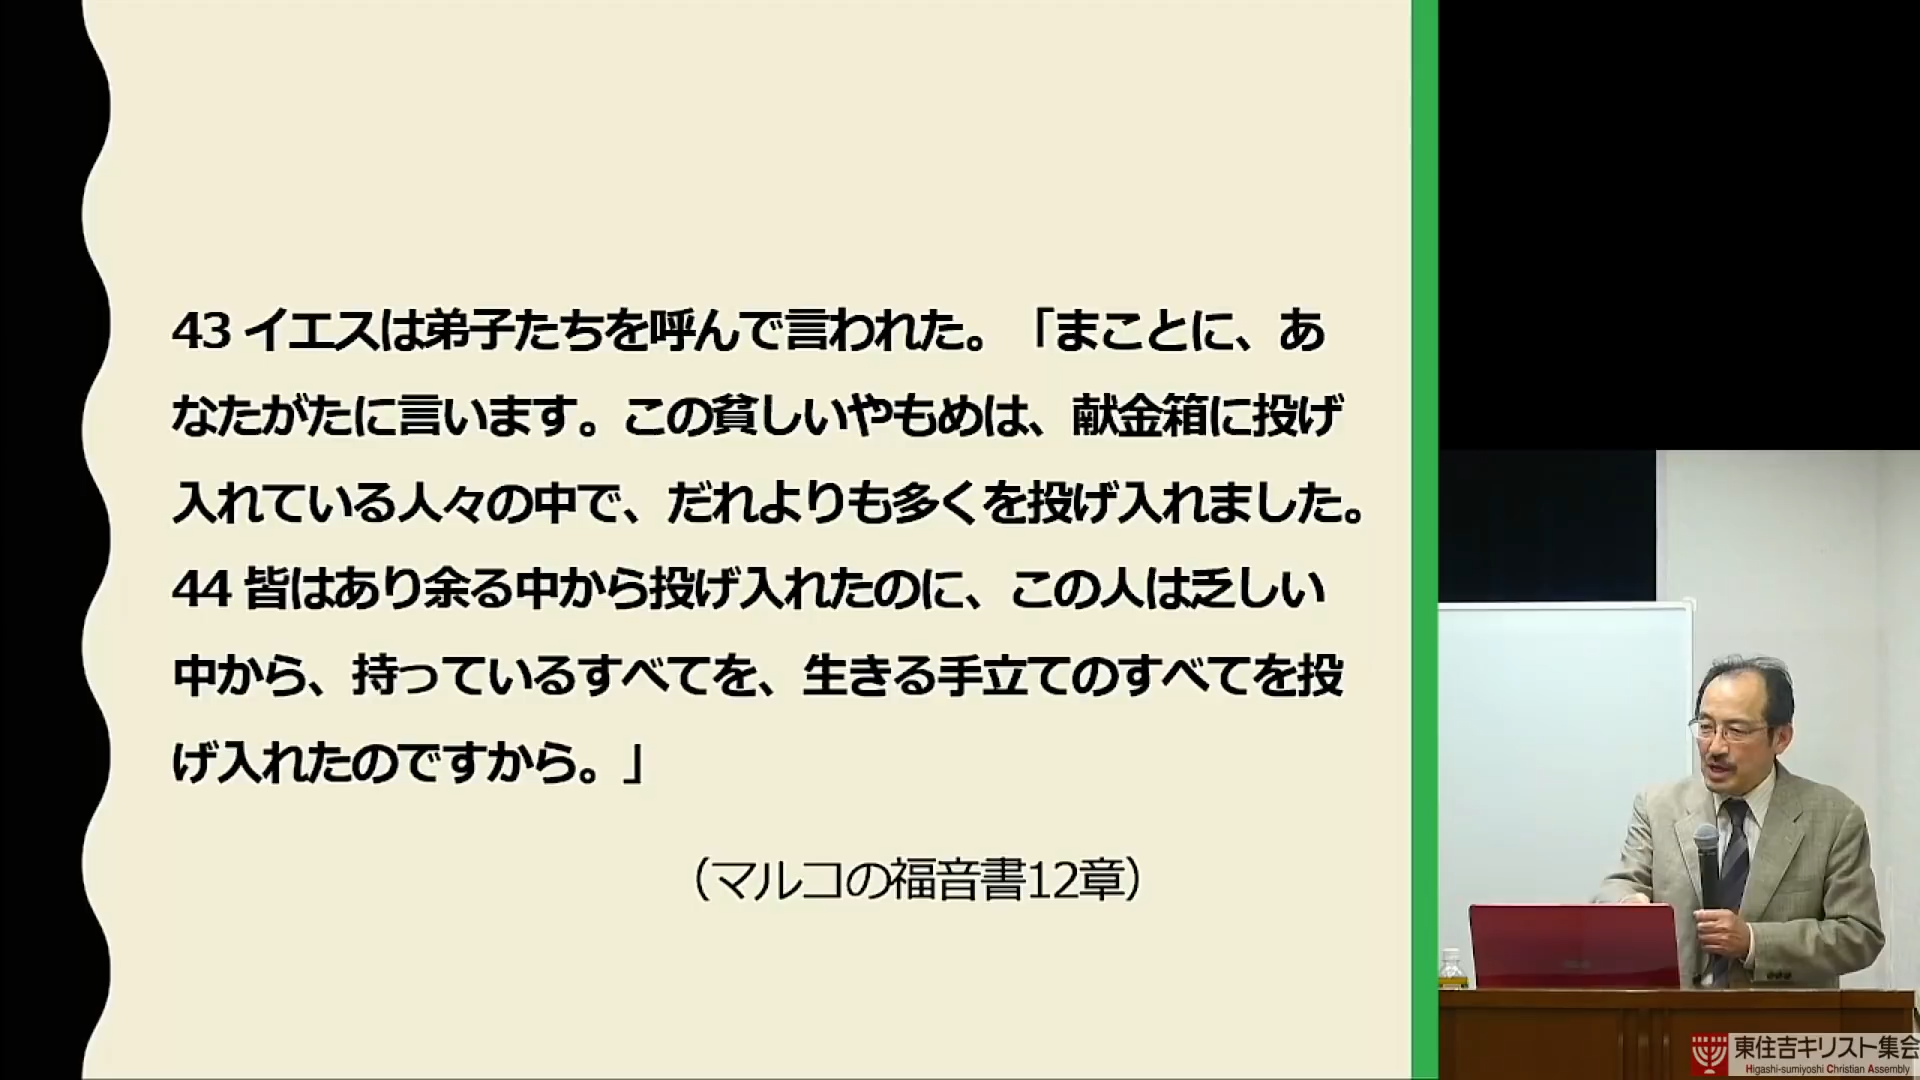 43 イエスは弟子たちを呼んで言われた。「まことに、あ
なたがたに言います。この貧しいやもめは、献金箱に投げ
入れている人々の中で、だれよりも多くを投げ入れました。
44 皆はあり余る中から投げ入れたのに、この人は乏しい
中から、持っているすべてを、生きる手立てのすべてを投
げ入れたのですから。」
（マルコの福音書12章）
東住吉キリスト集会
Higashi-sumiyoshi Christian Assembly